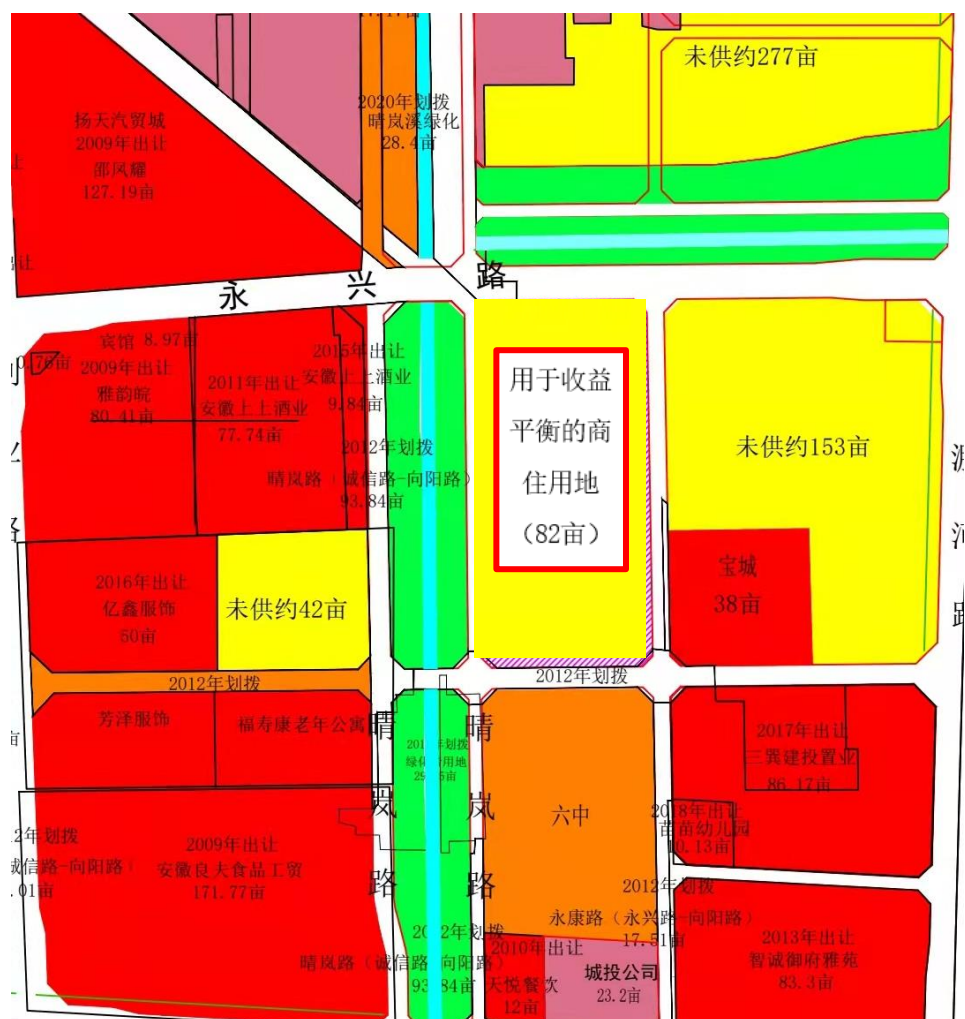 2020年划拨
晴岚溪绿化
28.4亩
未供约277亩
扬天汽贸城
2009年出让
邵凤耀
127.19亩
永兴路
宾馆 8.97亩
2009年出让
雅韵皖
80.41亩
2011年出让
安徽上上酒业
77.74亩
2015年出让
安徽上上酒业
9.84亩
2012年划拨
晴岚路（诚信路-向阳路）
93.84亩
用于收益
平衡的商
住用地
（82亩）
未供约153亩
宝城
38亩
2016年出让
亿鑫服饰
50亩
未供约42亩
2012年划拨
2012年划拨
芳泽服饰
福寿康老年公寓
晴岚路
晴岚路
六中
2017年出让
三巽建投置业
86.17亩
2018年出让
苗苗幼儿园
10.13亩
2009年出让
安徽良夫食品工贸
171.77亩
2012年划拨
永康路（永兴路-向阳路）
17.51亩
2012年划拨
晴岚路（诚信路-向阳路）
93.84亩
2010年出让
天悦餐饮
12亩
城投公司
23.2亩
2013年出让
智诚御府雅苑
83.3亩